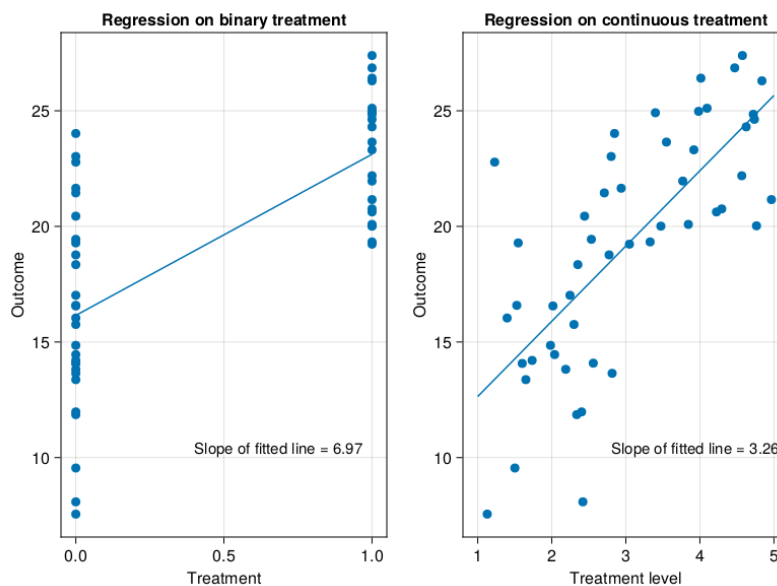 Regression on binary treatment
25
20
15
10
Outcome
Slope of fitted line = 6.97
0.0
0.5
1.0
Treatment
Regression on continuous treatment
25
20
15
10
Outcome
Slope of fitted line = 3.26
1
2
3
4
5
Treatment level